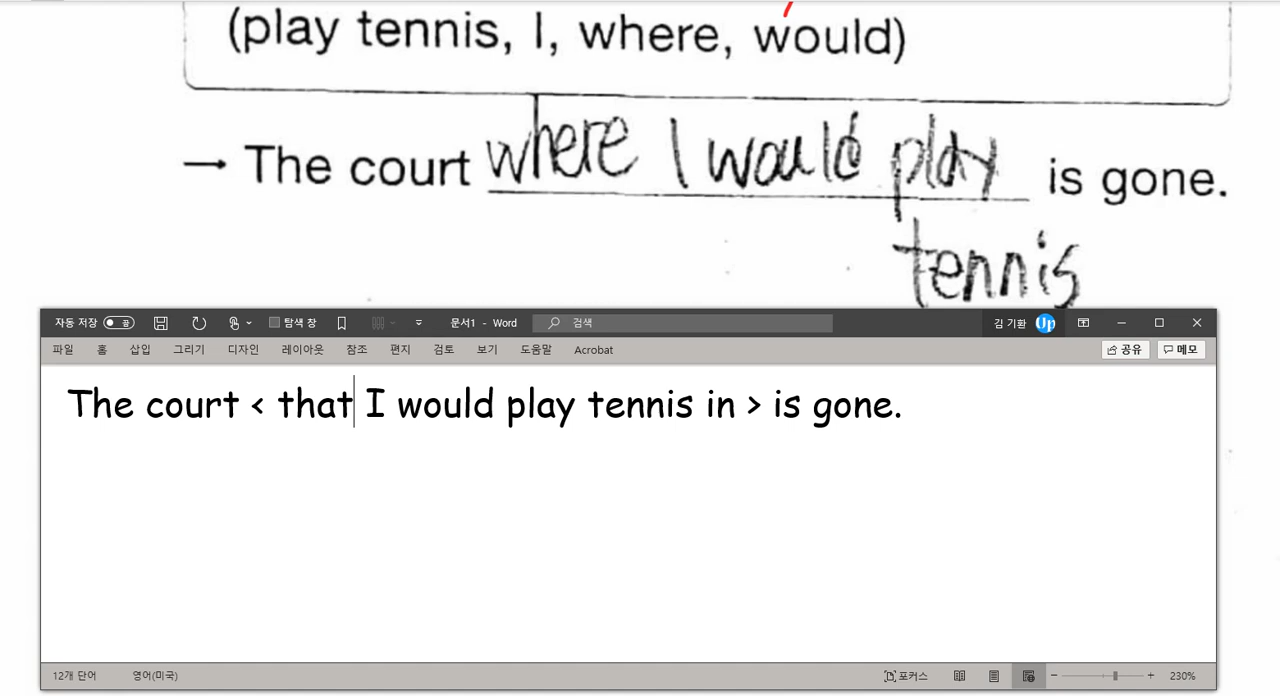 (play tennis, I, where, would)
→ The court where I would play is gone.
tennis
자동 저장 끔 탐색 창 문서1 - Word 검색 김 기환 Up
파일 홈 삽입 그리기 디자인 레이아웃 참조 편지 검토 보기 도움말 Acrobat 공유 메모
The court < that I would play tennis in > is gone.
12개 단어 영어(미국) 포커스 - + 230%